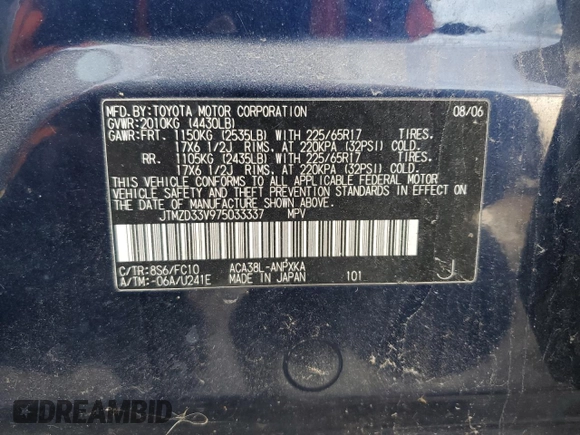 MFD. BY: TOYOTA MOTOR CORPORATION 08/06
GVWR: 2010KG (4430LB)
GAWR: FRT. 1150KG (2535LB) WITH 225/65R17 TIRES.
17X6 1/2J RIMS. AT 220KPA (32PSI) COLD.
RR. 1105KG (2435LB) WITH 225/65R17 TIRES.
17X6 1/2J RIMS. AT 220KPA (32PSI) COLD.
THIS VEHICLE CONFORMS TO ALL APPLICABLE FEDERAL MOTOR
VEHICLE SAFETY AND THEFT PREVENTION STANDARDS IN EFFECT ON
THE DATE OF MANUFACTURE SHOWN ABOVE.
JTMZD33V975033337 MPV
C/TR: 8S6/FC10 ACA38L-ANPXKA
A/TM: -06A/U241E MADE IN JAPAN 101 J
DREAMBID